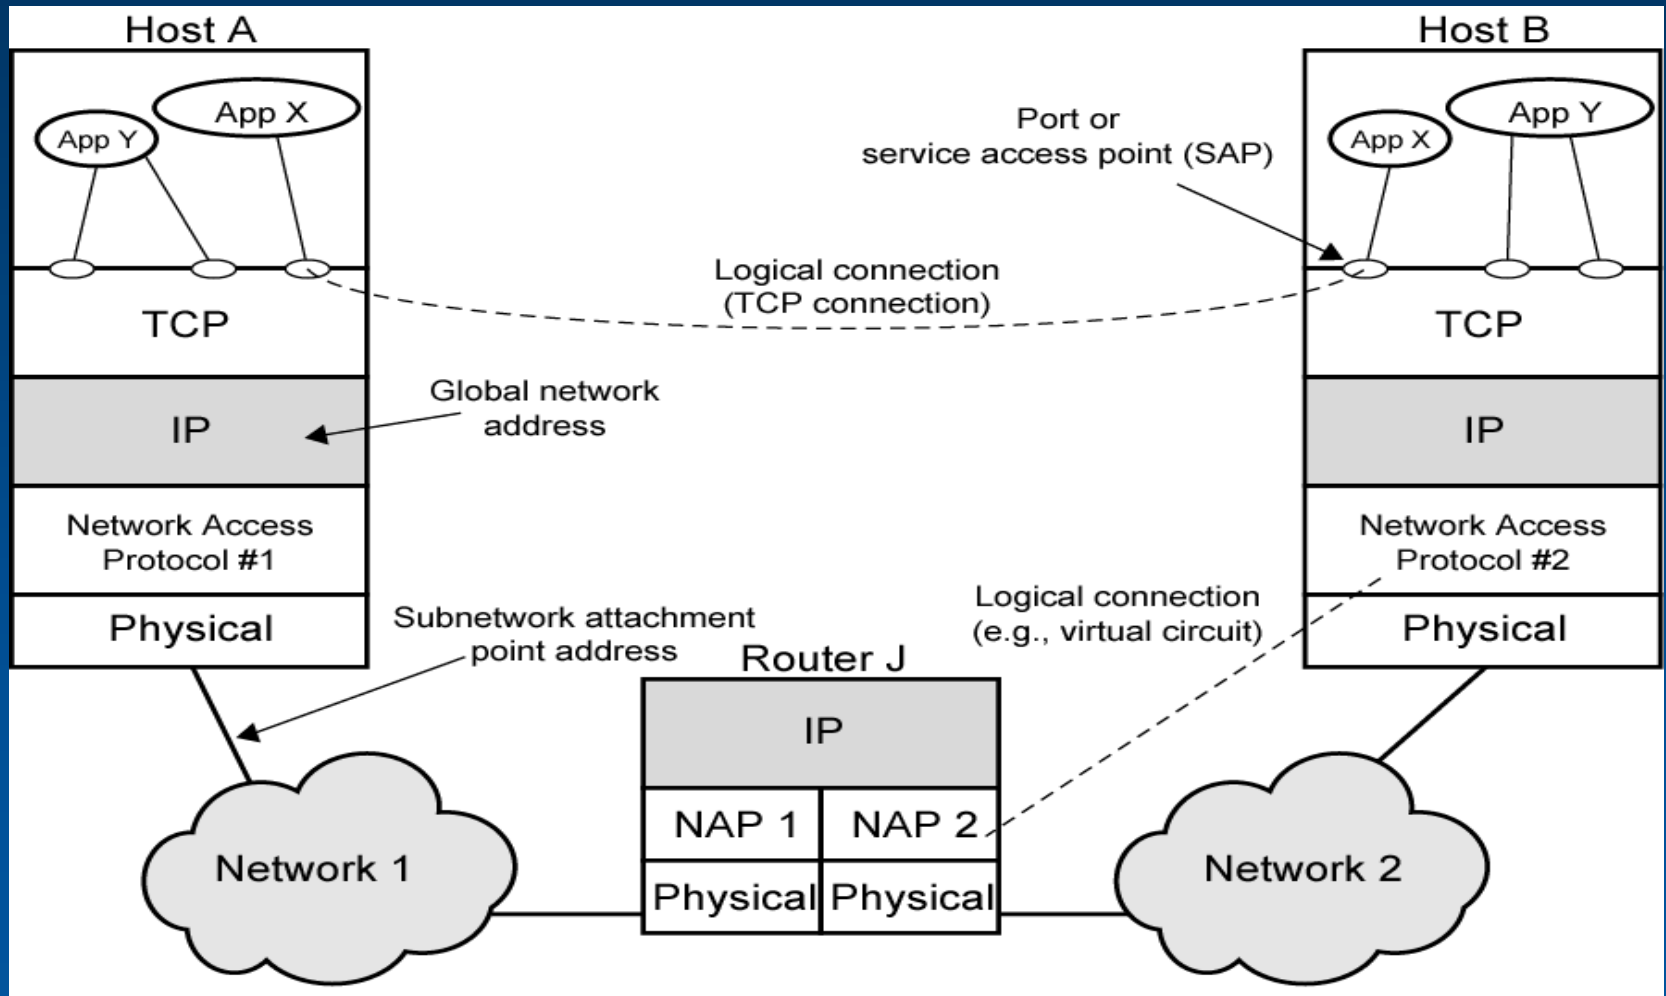 Host A
App Y
App X
TCP
IP
Network Access
Protocol #1
Physical
Host B
App X
App Y
TCP
IP
Network Access
Protocol #2
Physical
Port or
service access point (SAP)
Logical connection
(TCP connection)
Global network
address
Subnetwork attachment
point address
Logical connection
(e.g., virtual circuit)
Router J
IP
NAP 1
NAP 2
Physical
Physical
Network 1
Network 2